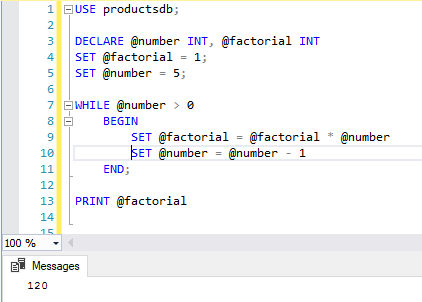 1 USE productsdb;
2
3 DECLARE @number INT, @factorial INT
4 SET @factorial = 1;
5 SET @number = 5;
6
7 WHILE @number > 0
8 BEGIN
9 SET @factorial = @factorial * @number
10 SET @number = @number - 1
11 END;
12
13 PRINT @factorial
14
15
100 %
Messages
120